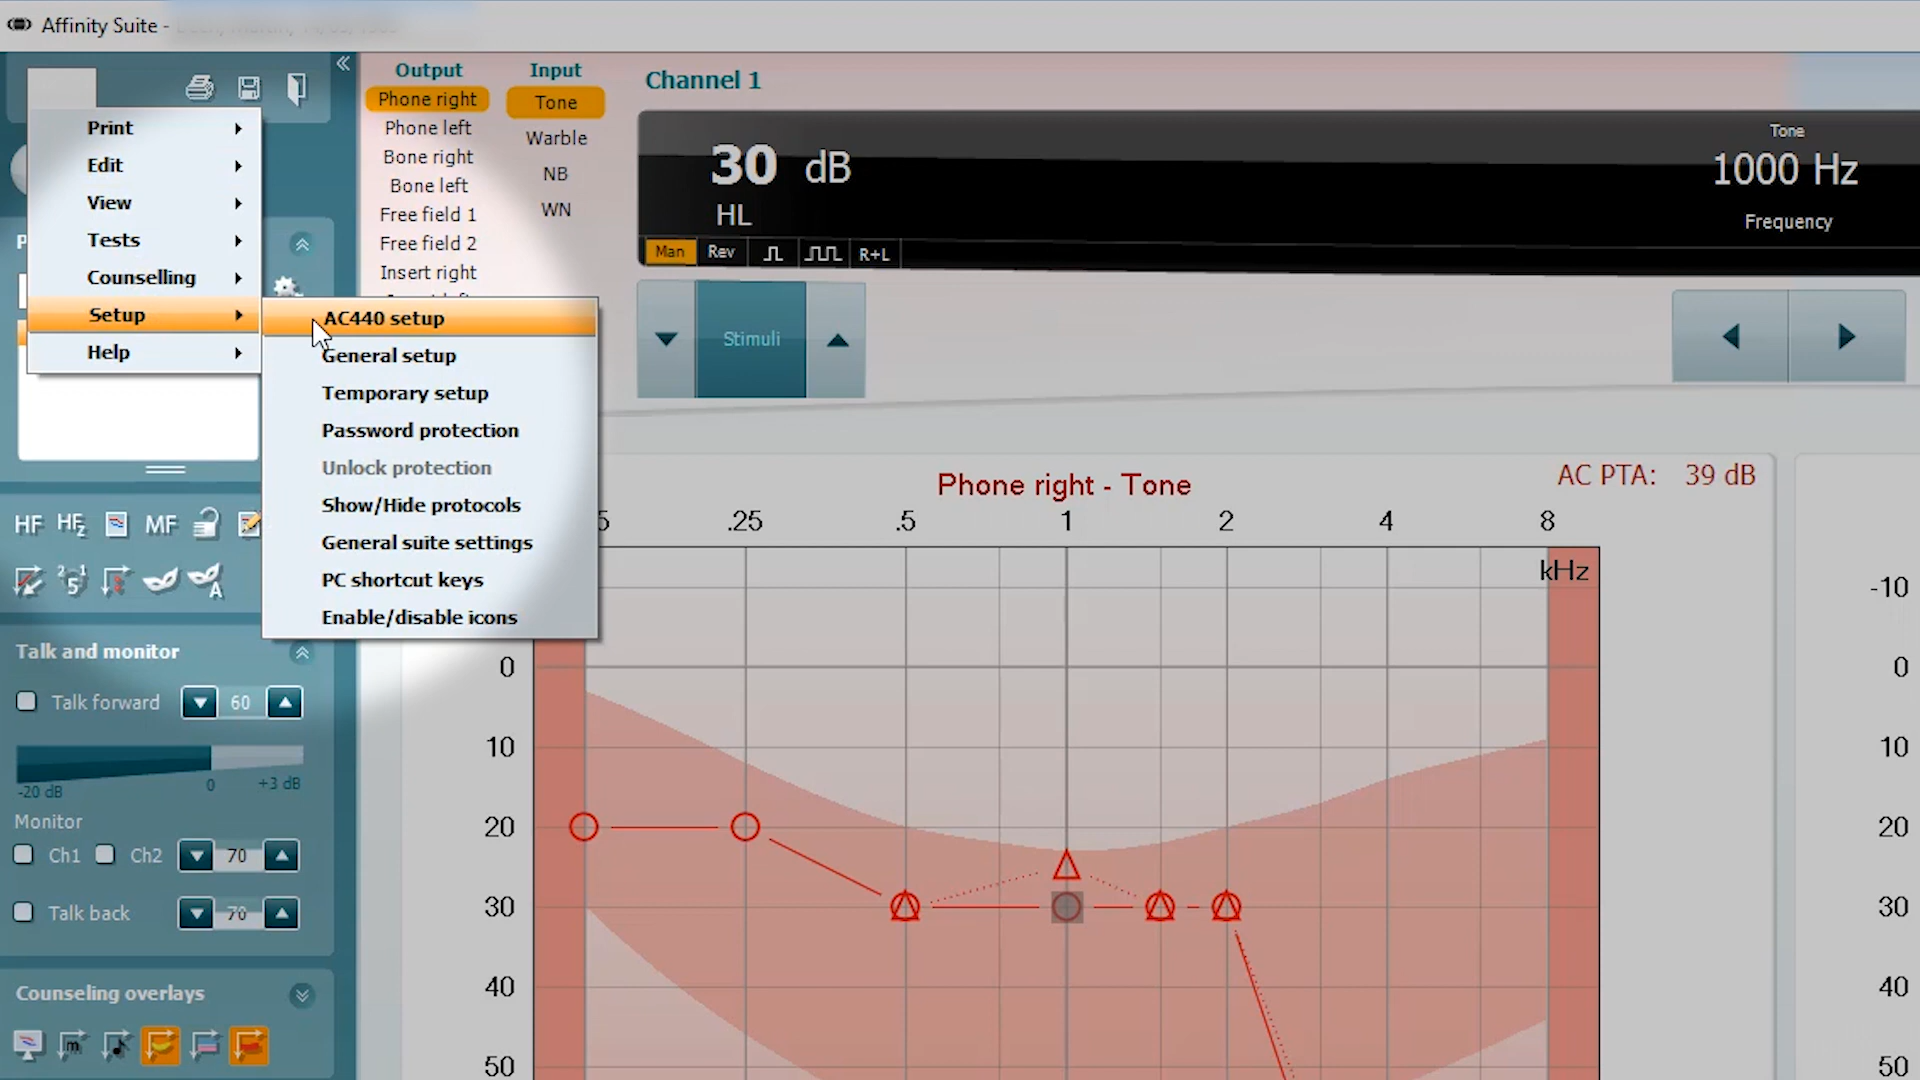 Affinity Suite -
Print
Edit
View
Tests
Counselling
Setup
Help
AC440 setup
General setup
Temporary setup
Password protection
Unlock protection
Show/Hide protocols
General suite settings
PC shortcut keys
Enable/disable icons
Output
Phone right
Phone left
Bone right
Bone left
Free field 1
Free field 2
Insert right
Input
Tone
Warble
NB
WN
Channel 1
30 dB
HL
Man Rev R+L
Tone
1000 Hz
Frequency
Stimuli
HF HFz MF
2 5 1
A
Talk and monitor
Talk forward 60
-20 dB 0 +3 dB
Monitor
Ch1 Ch2 70
Talk back 70
Counseling overlays
m
Phone right - Tone
AC PTA: 39 dB
5 .25 .5 1 2 4 8
kHz
0
10
20
30
40
50
-10
0
10
20
30
40
50